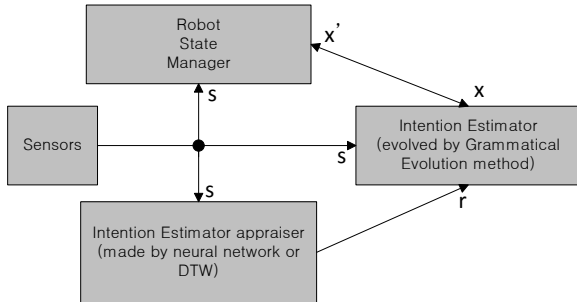 Robot
State
Manager
x'
s
x
Sensors
Intention Estimator
(evolved by Grammatical
Evolution method)
s
s
r
Intention Estimator appraiser
(made by neural network or
DTW)